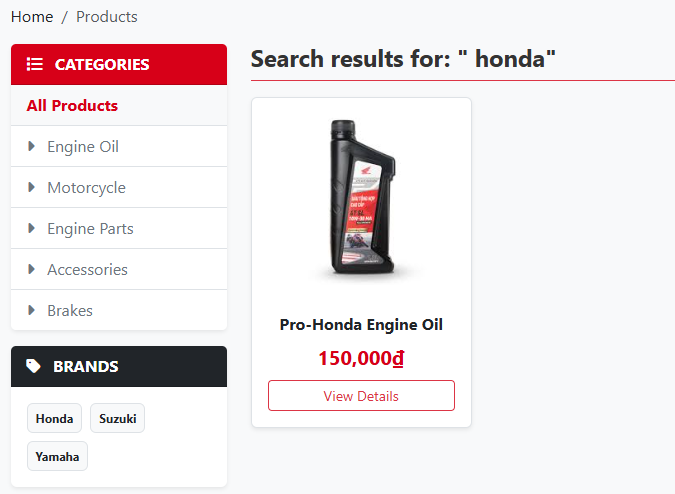 Home / Products
CATEGORIES
All Products
Engine Oil
Motorcycle
Engine Parts
Accessories
Brakes
BRANDS
Honda Suzuki
Yamaha
Search results for: " honda"
HONDA
Pro-Honda Engine Oil
150,000₫
View Details